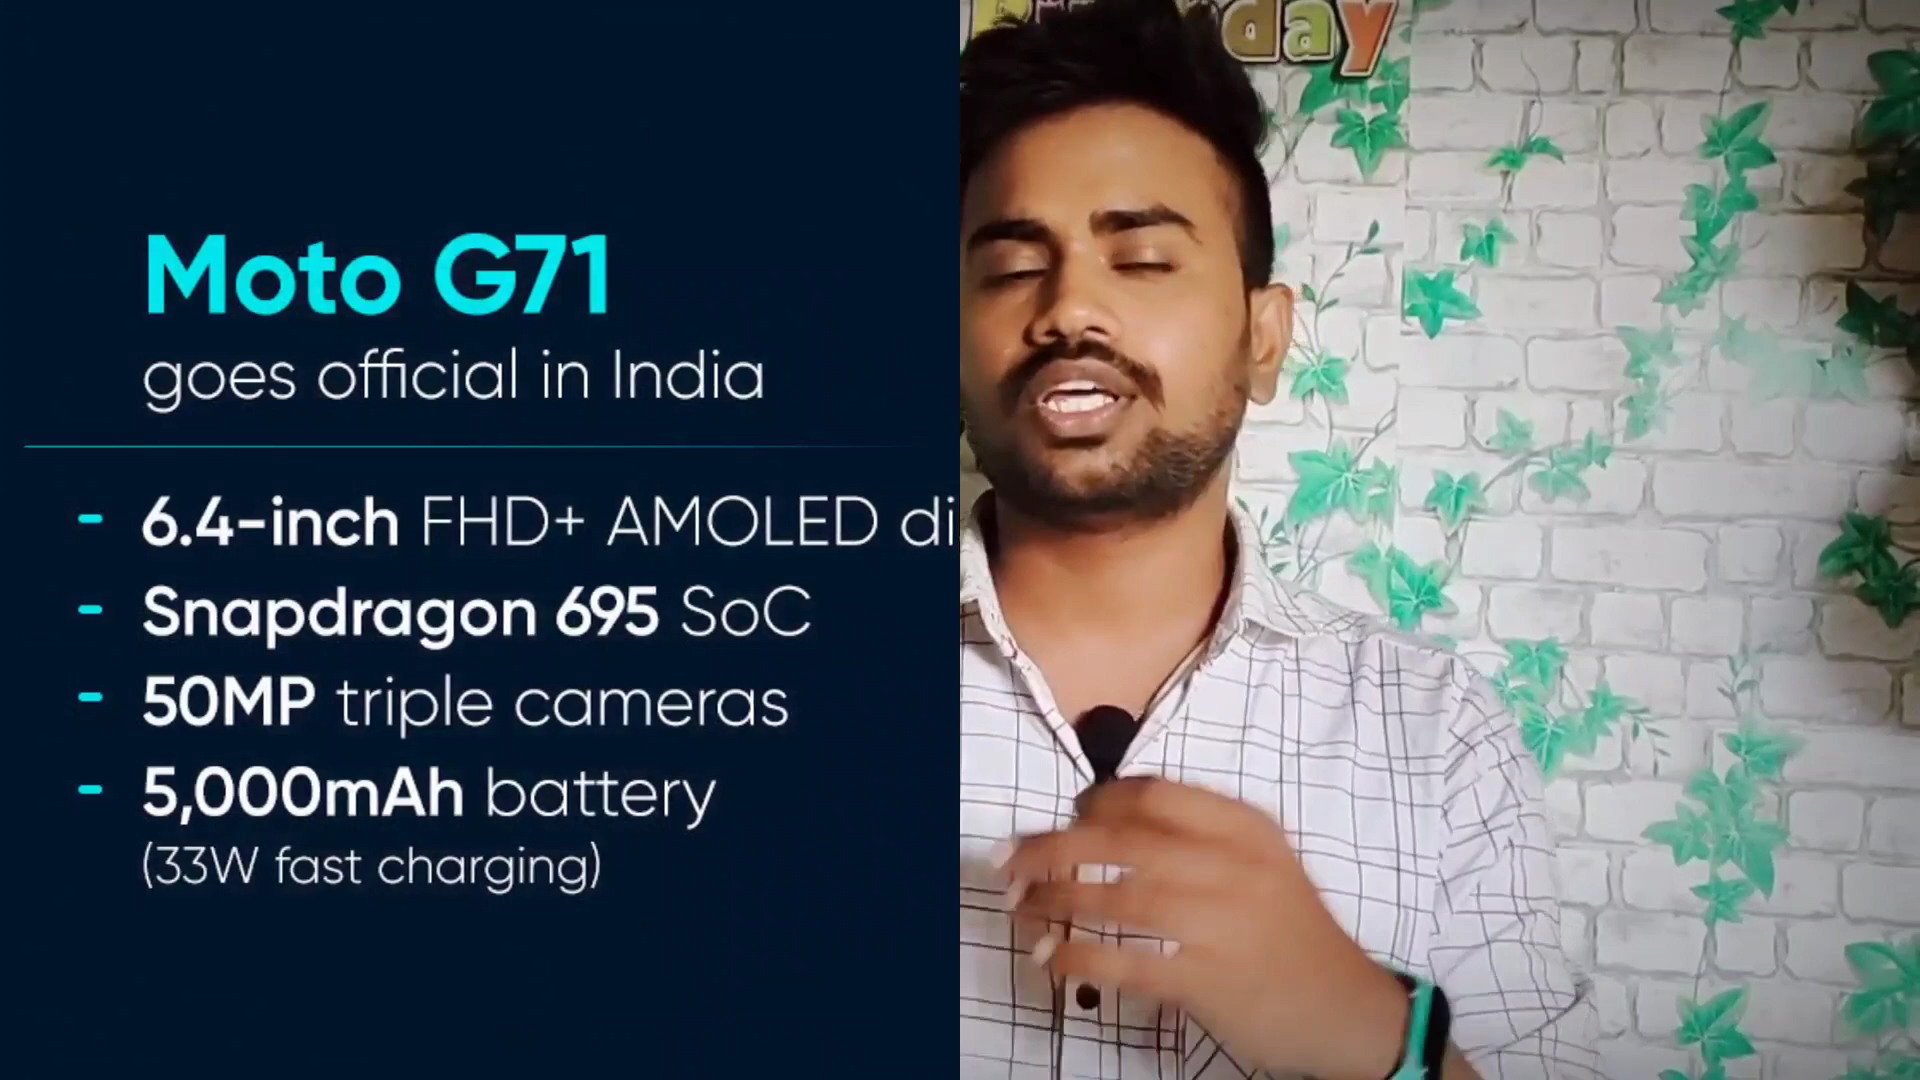 Moto G71
goes official in India
- 6.4-inch FHD+ AMOLED di
- Snapdragon 695 SoC
- 50MP triple cameras
- 5,000mAh battery
(33W fast charging)
day